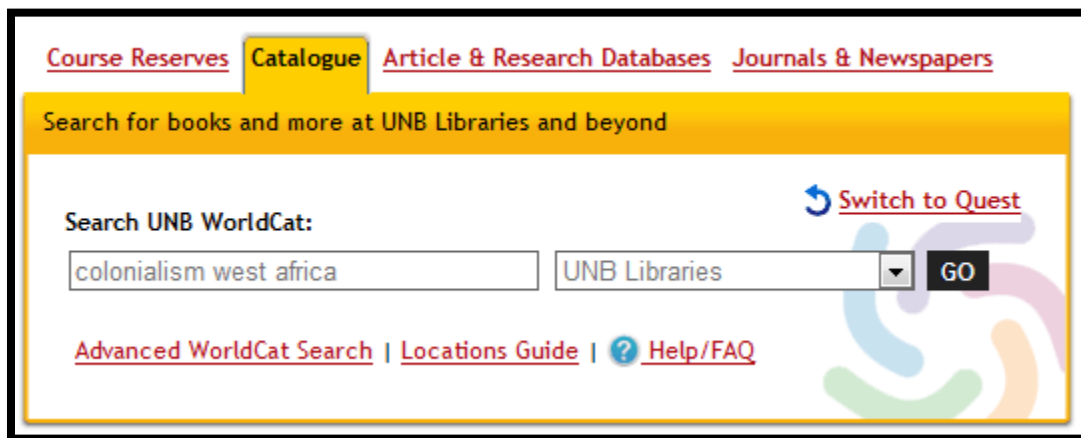 Course Reserves Catalogue Article & Research Databases Journals & Newspapers
Search for books and more at UNB Libraries and beyond
Switch to Quest
Search UNB WorldCat:
colonialism west africa UNB Libraries GO
Advanced WorldCat Search | Locations Guide | ? Help/FAQ